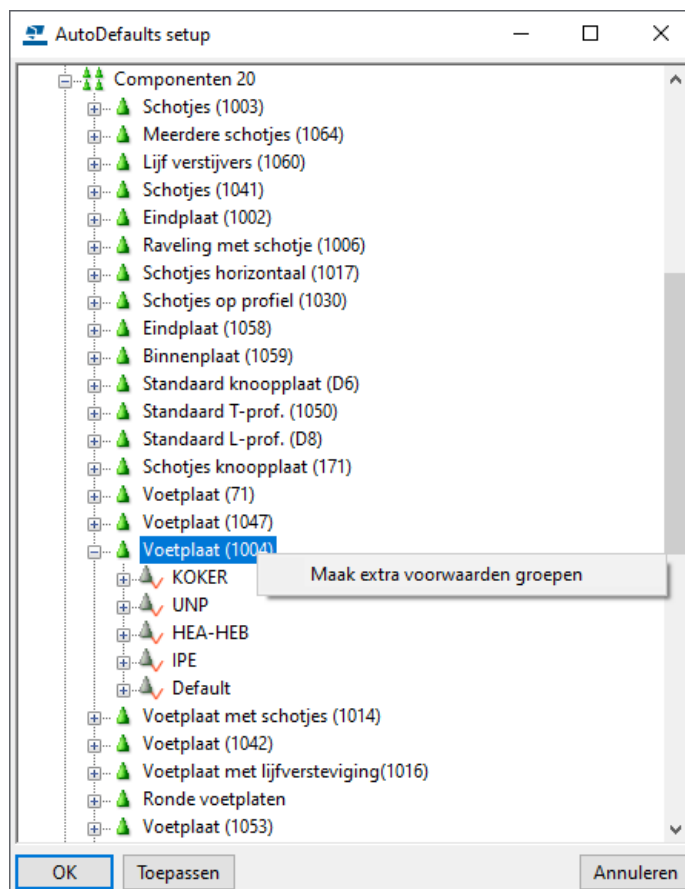 AutoDefaults setup
Componenten 20
Schotjes (1003)
Meerdere schotjes (1064)
Lijf verstijvers (1060)
Schotjes (1041)
Eindplaat (1002)
Raveling met schotje (1006)
Schotjes horizontaal (1017)
Schotjes op profiel (1030)
Eindplaat (1058)
Binnenplaat (1059)
Standaard knoopplaat (D6)
Standaard T-prof. (1050)
Standaard L-prof. (D8)
Schotjes knoopplaat (171)
Voetplaat (71)
Voetplaat (1047)
Voetplaat (1004)
Maak extra voorwaarden groepen
KOKER
UNP
HEA-HEB
IPE
Default
Voetplaat met schotjes (1014)
Voetplaat (1042)
Voetplaat met lijfversteviging(1016)
Ronde voetplaten
Voetplaat (1053)
OK Toepassen Annuleren